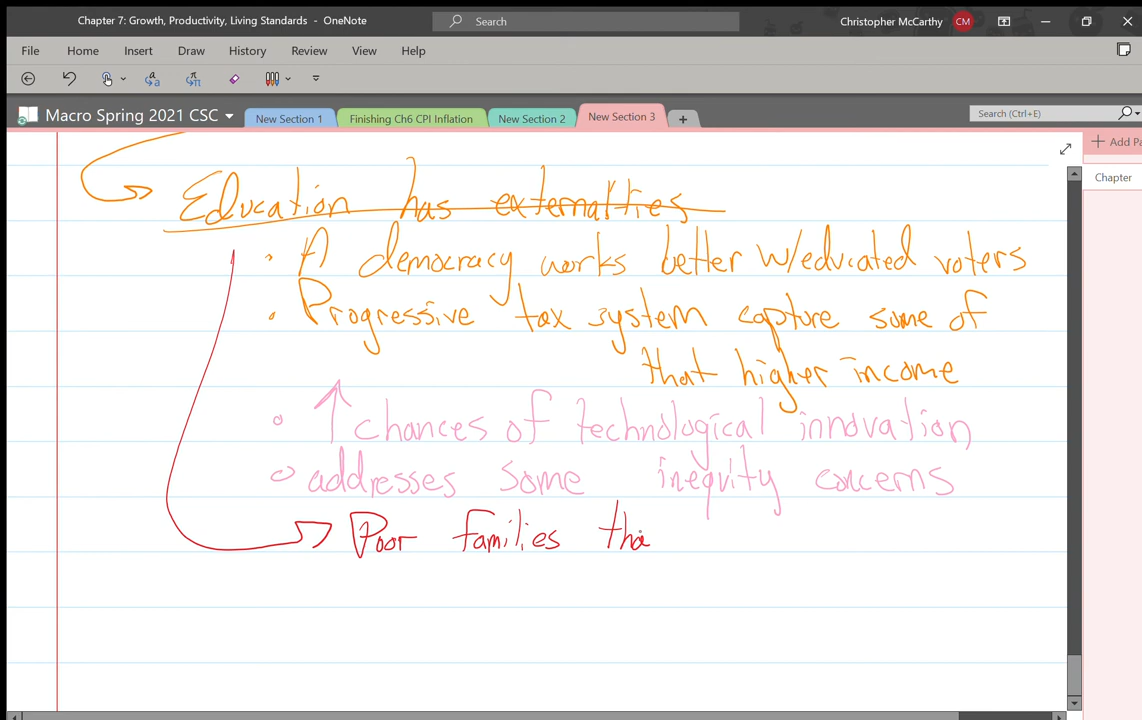 Chapter 7: Growth, Productivity, Living Standards - OneNote
Search
Christopher McCarthy CM
File Home Insert Draw History Review View Help
Macro Spring 2021 CSC
New Section 1 Finishing Ch6 CPI Inflation New Section 2 New Section 3
Search (Ctrl+E)
Add Pa
Chapter
Education has externalties
• A democracy works better w/educated voters
• Progressive tax system capture some of
that higher income
• ↑ chances of technological innovation
• addresses some inequity concerns
→ Poor families tha